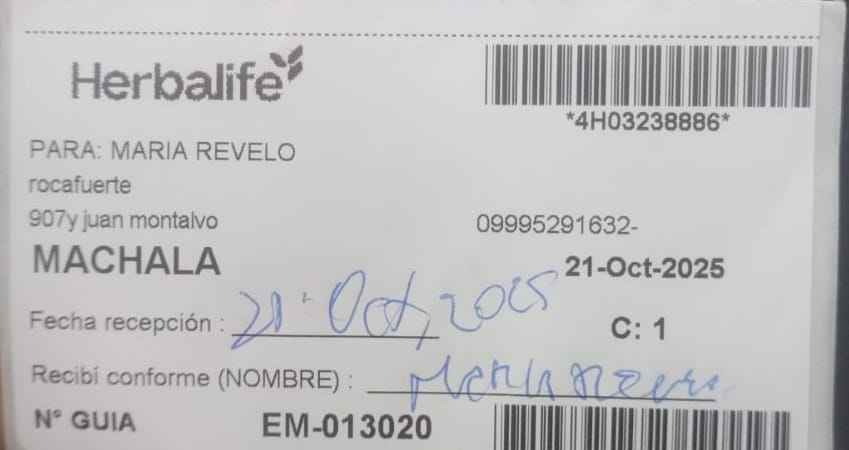 Herbalife
*4H03238886*
PARA: MARIA REVELO
rocafuerte
907y juan montalvo
09995291632-
MACHALA
21-Oct-2025
Fecha recepción : 21-Oct, 2025
C: 1
Recibí conforme (NOMBRE) :
N° GUIA EM-013020